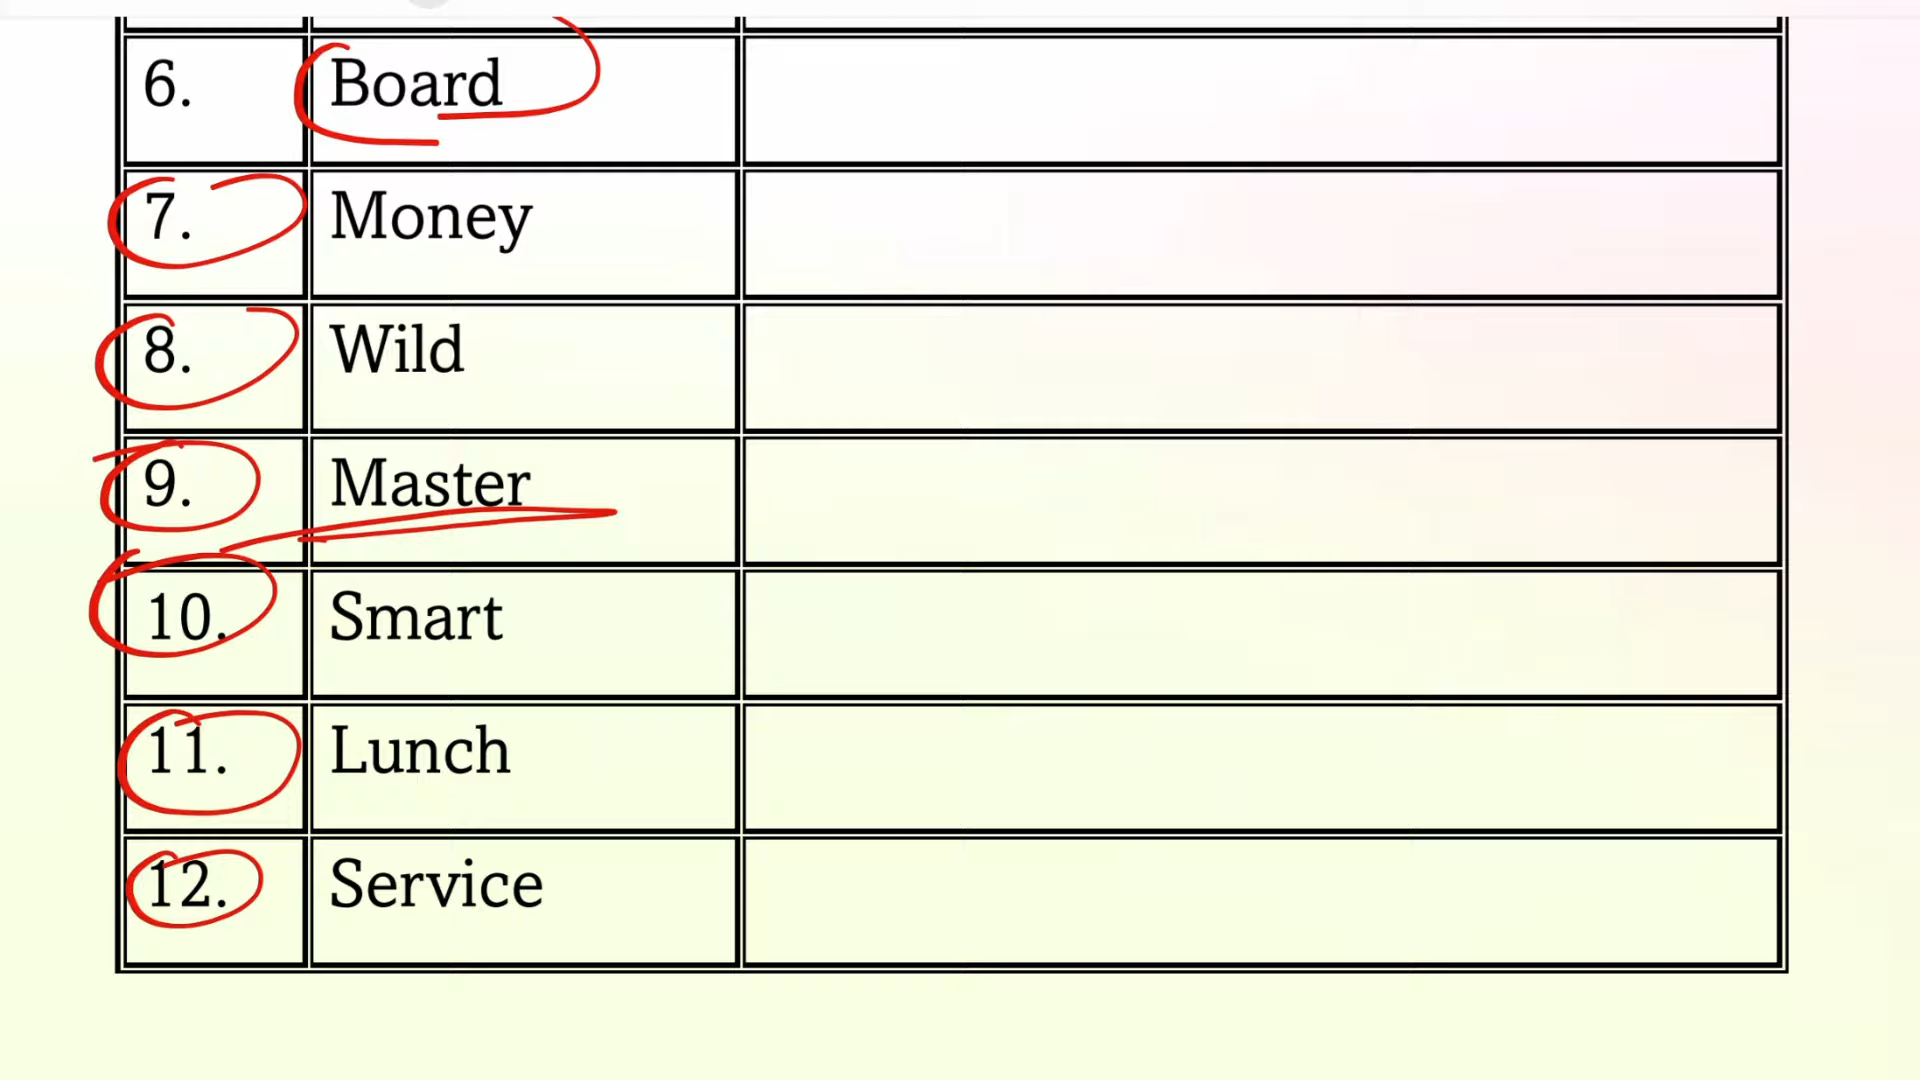 6. Board
7. Money
8. Wild
9. Master
10. Smart
11. Lunch
12. Service